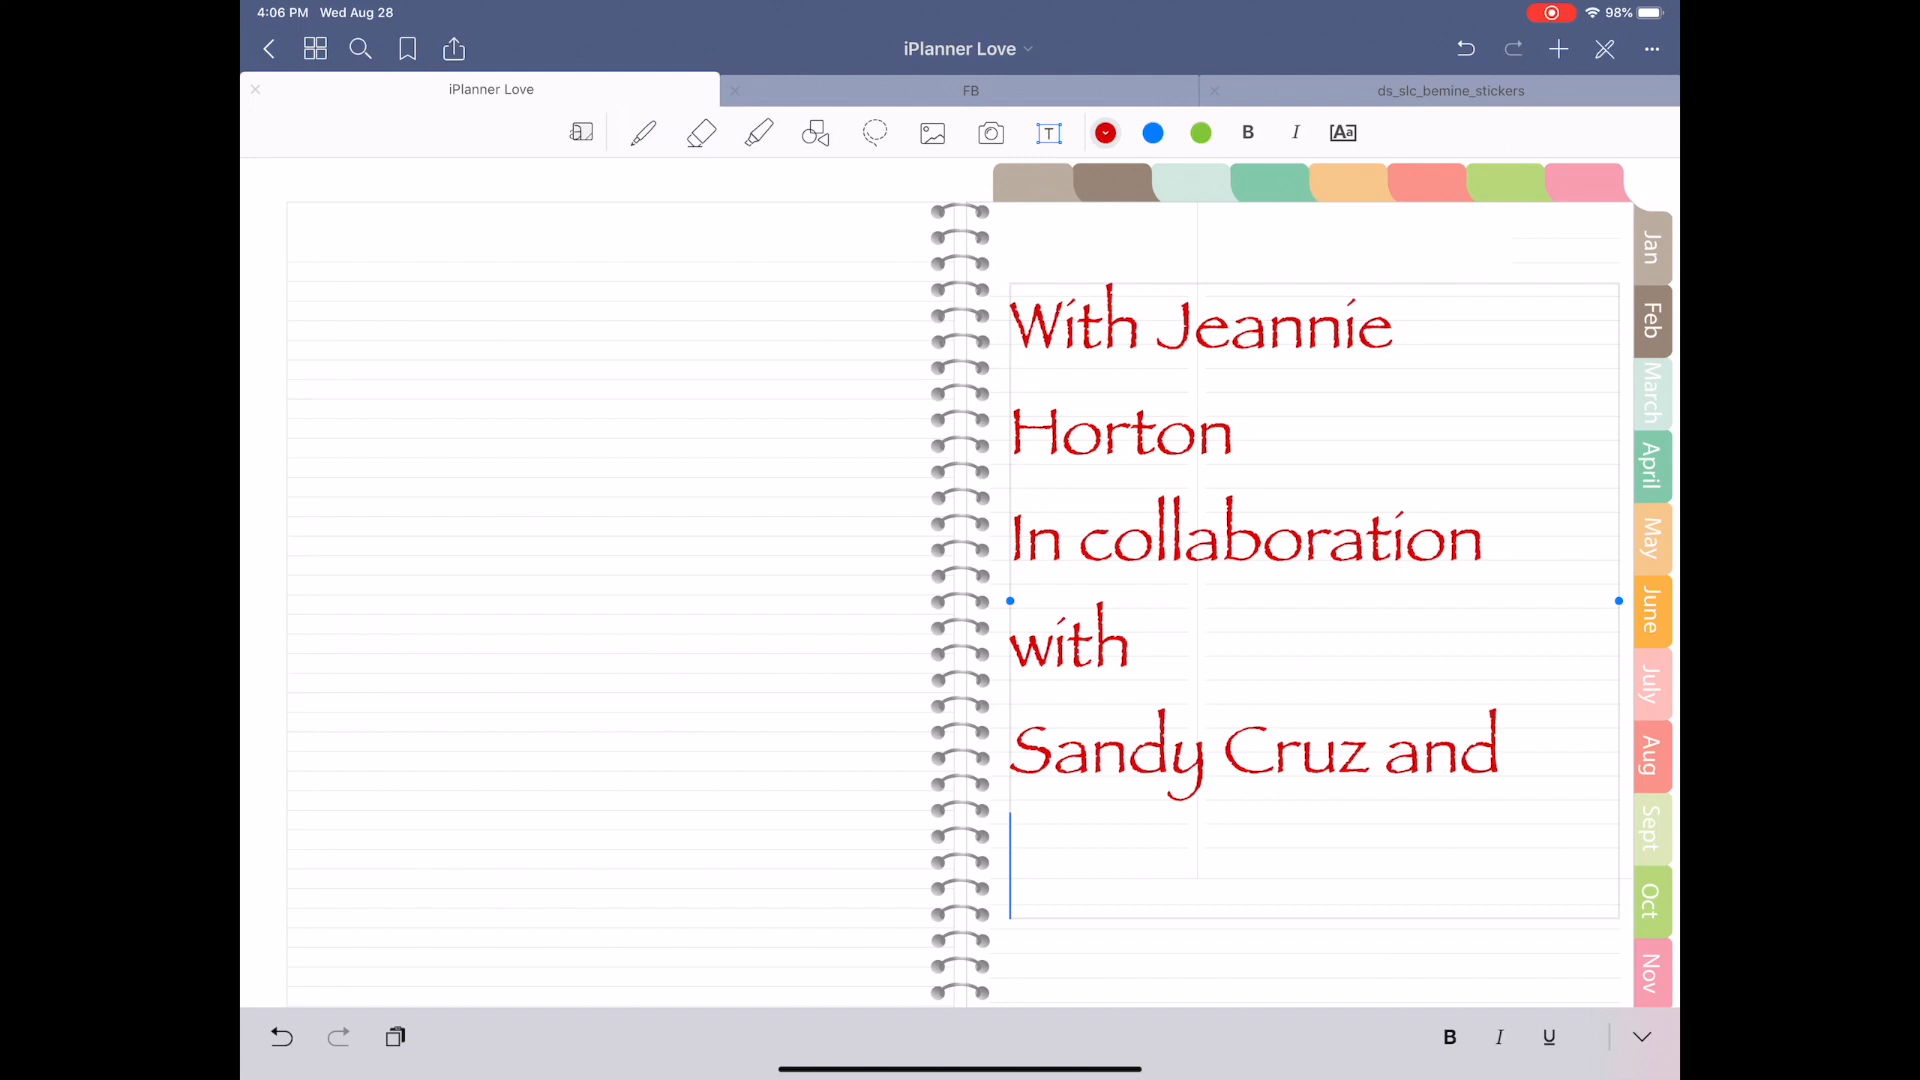 4:06 PM Wed Aug 28
98%
iPlanner Love
iPlanner Love
FB
ds_slc_bemine_stickers
a
T
B I Aa
Jan
Feb
March
April
May
June
July
Aug
Sept
Oct
Nov
With Jeannie
Horton
In collaboration
with
Sandy Cruz and
B I U